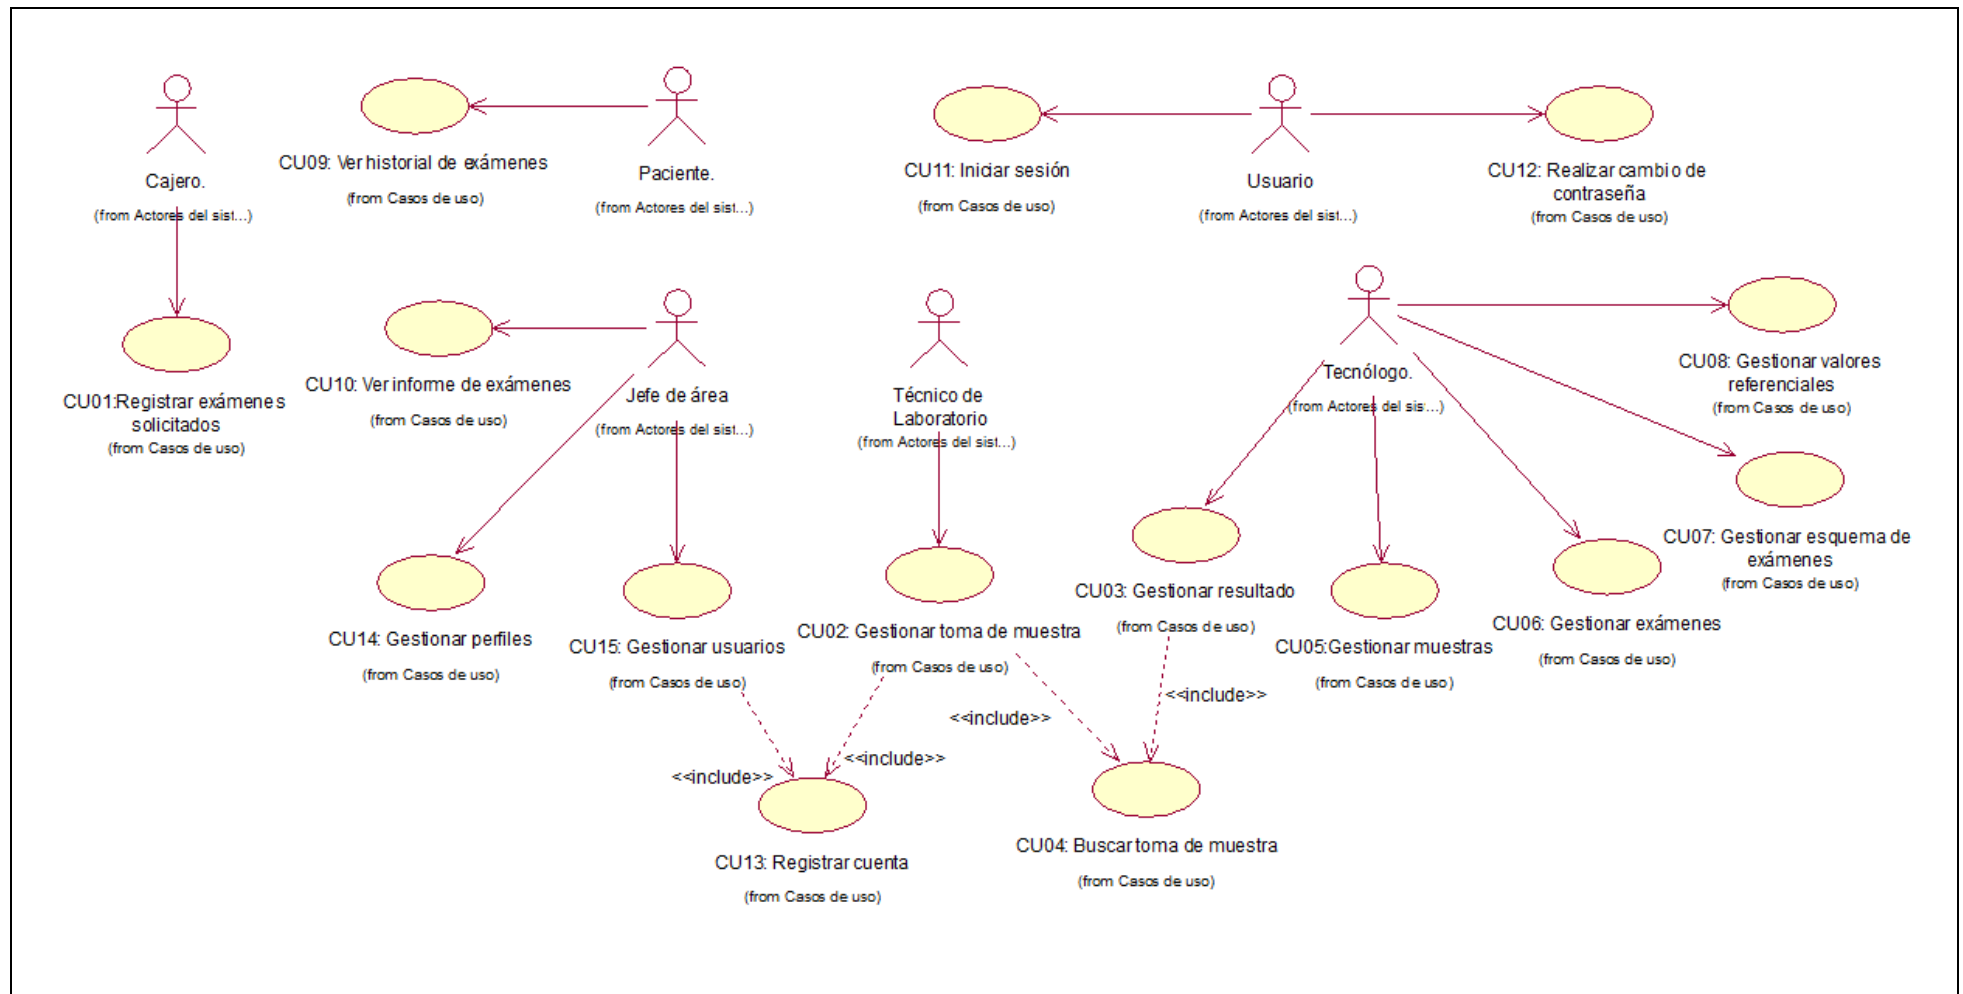 Cajero.
(from Actores del sist...)
CU09: Ver historial de exámenes
(from Casos de uso)
Paciente.
(from Actores del sist...)
CU11: Iniciar sesión
(from Casos de uso)
Usuario
(from Actores del sist...)
CU12: Realizar cambio de
contraseña
(from Casos de uso)
CU01:Registrar exámenes
solicitados
(from Casos de uso)
CU10: Ver informe de exámenes
(from Casos de uso)
Jefe de área
(from Actores del sist...)
Técnico de
Laboratorio
(from Actores del sist...)
Tecnólogo.
(from Actores del sist...)
CU08: Gestionar valores
referenciales
(from Casos de uso)
CU07: Gestionar esquema de
exámenes
(from Casos de uso)
CU14: Gestionar perfiles
(from Casos de uso)
CU15: Gestionar usuarios
(from Casos de uso)
CU02: Gestionar toma de muestra
(from Casos de uso)
CU03: Gestionar resultado
(from Casos de uso)
CU05:Gestionar muestras
(from Casos de uso)
CU06: Gestionar exámenes
(from Casos de uso)
<<include>>
<<include>>
<<include>>
<<include>>
CU13: Registrar cuenta
(from Casos de uso)
CU04: Buscar toma de muestra
(from Casos de uso)